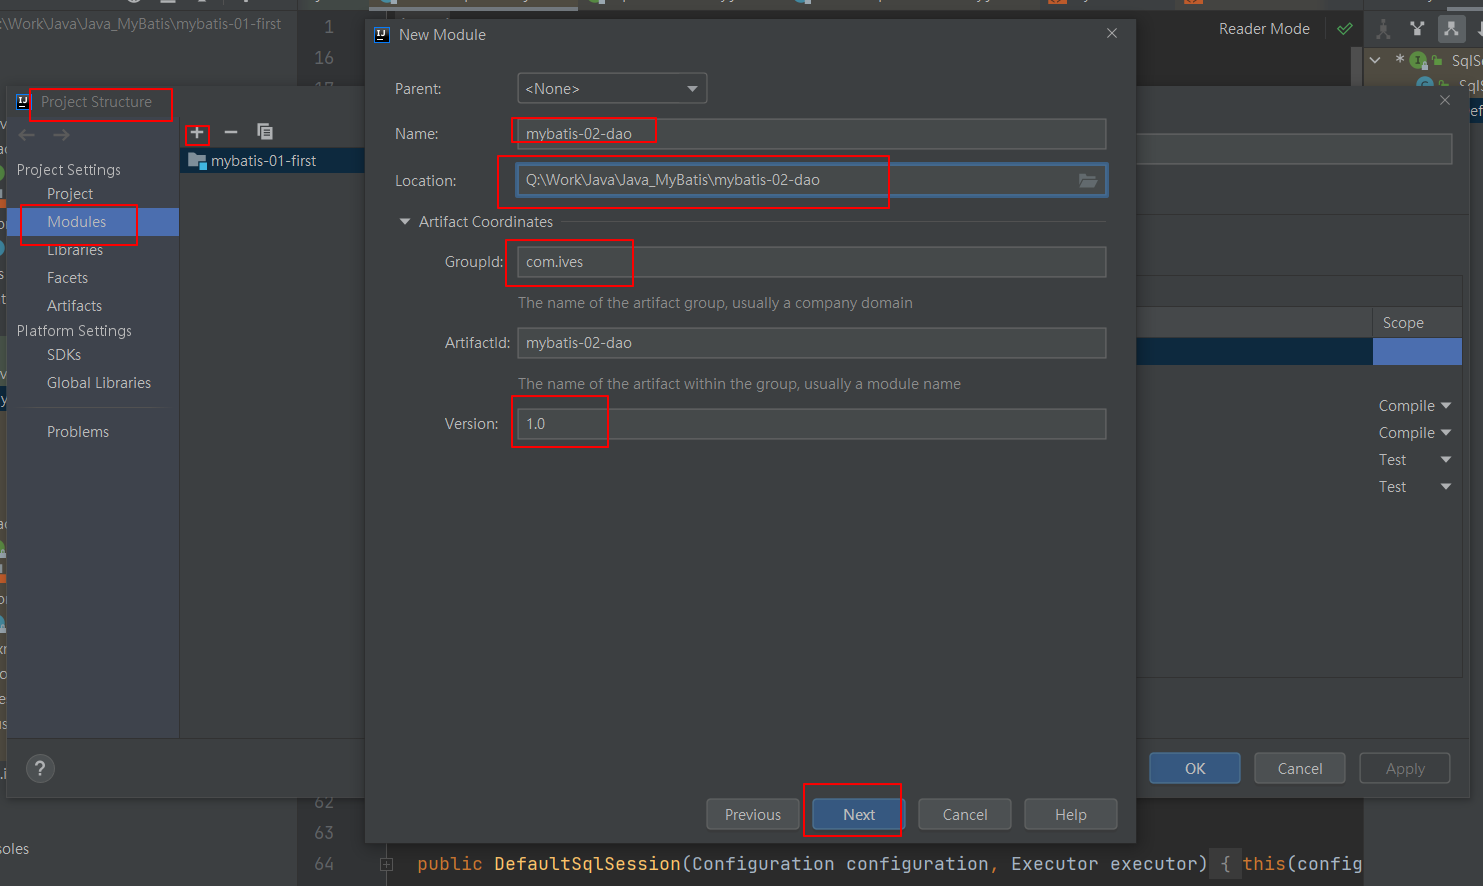 :\Work\Java\Java_MyBatis\mybatis-01-first
1
16
Reader Mode
New Module
Parent:
<None>
Name:
mybatis-02-dao
Location:
Q:\Work\Java\Java_MyBatis\mybatis-02-dao
Artifact Coordinates
GroupId:
com.ives
The name of the artifact group, usually a company domain
ArtifactId:
mybatis-02-dao
The name of the artifact within the group, usually a module name
Version:
1.0
Previous
Next
Cancel
Help
Project Structure
Project Settings
Project
Modules
Libraries
Facets
Artifacts
Platform Settings
SDKs
Global Libraries
Problems
mybatis-01-first
Scope
Compile
Compile
Test
Test
?
OK
Cancel
Apply
62
63
64
public DefaultSqlSession(Configuration configuration, Executor executor) { this(config